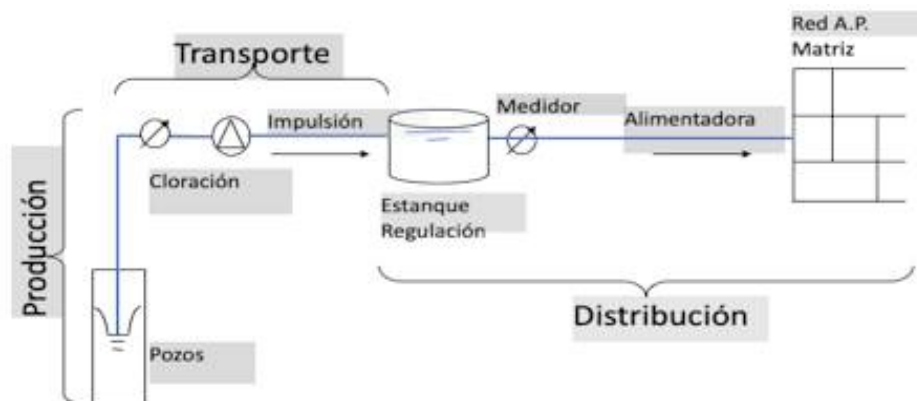 Transporte
Red A.P.
Matriz
Impulsión
Medidor
Alimentadora
Cloración
Estanque
Regulación
Producción
Distribución
Pozos